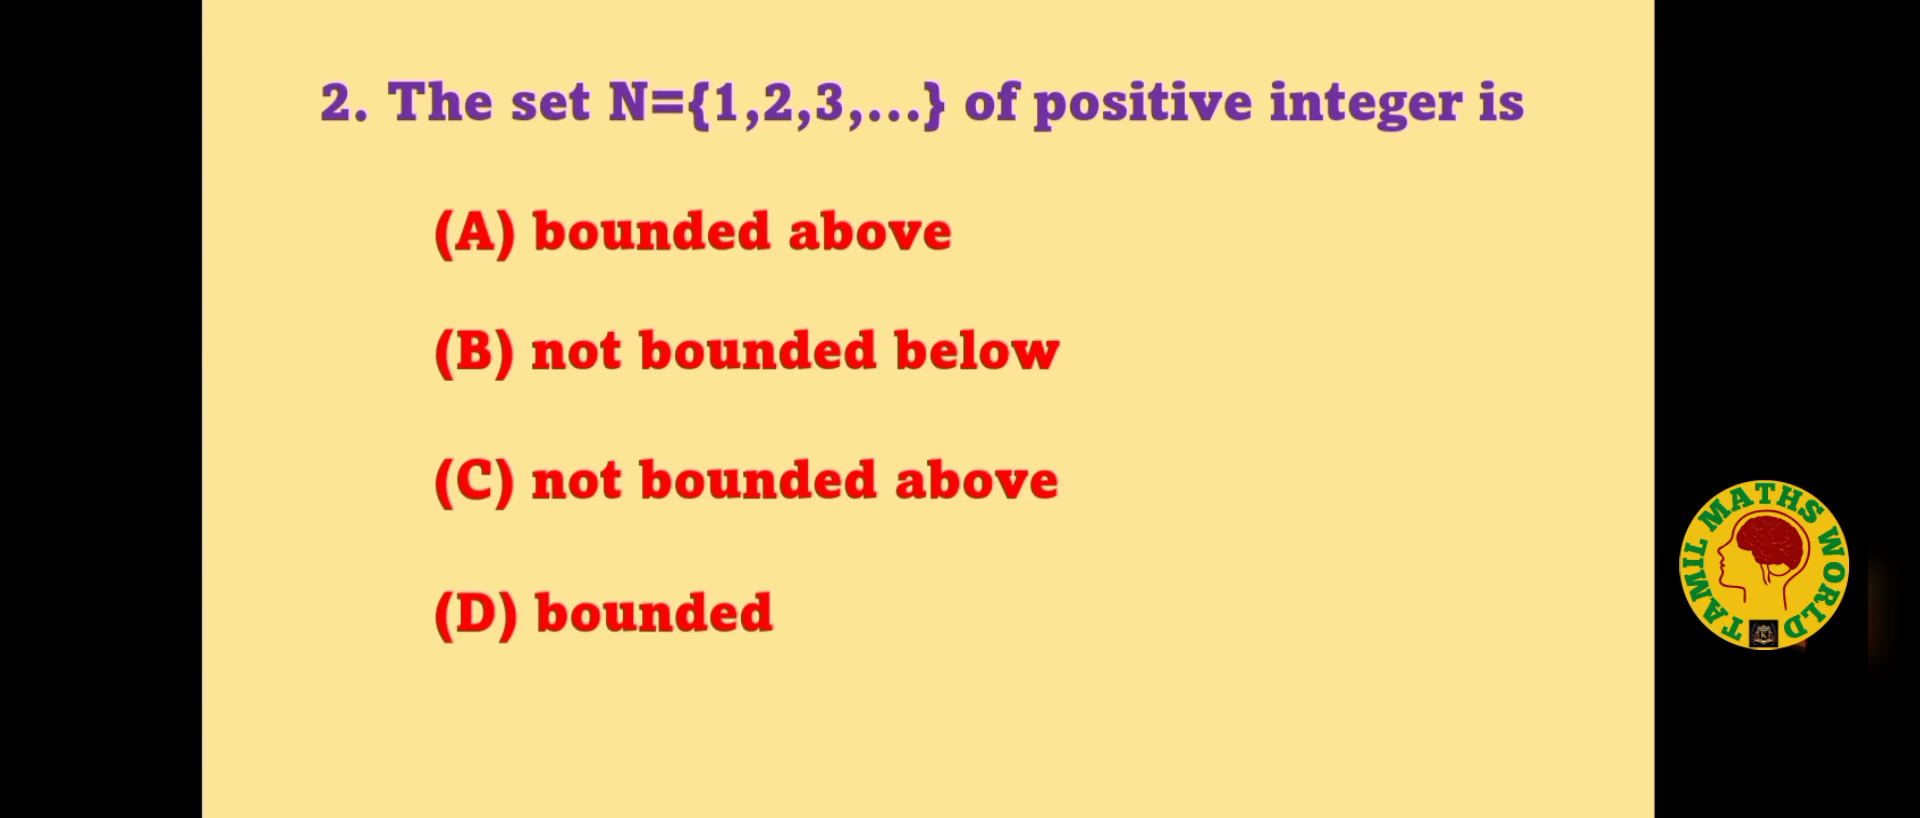 2. The set N={1,2,3,...} of positive integer is
(A) bounded above
(B) not bounded below
(C) not bounded above
(D) bounded
TAMIL MATHS WORLD
K